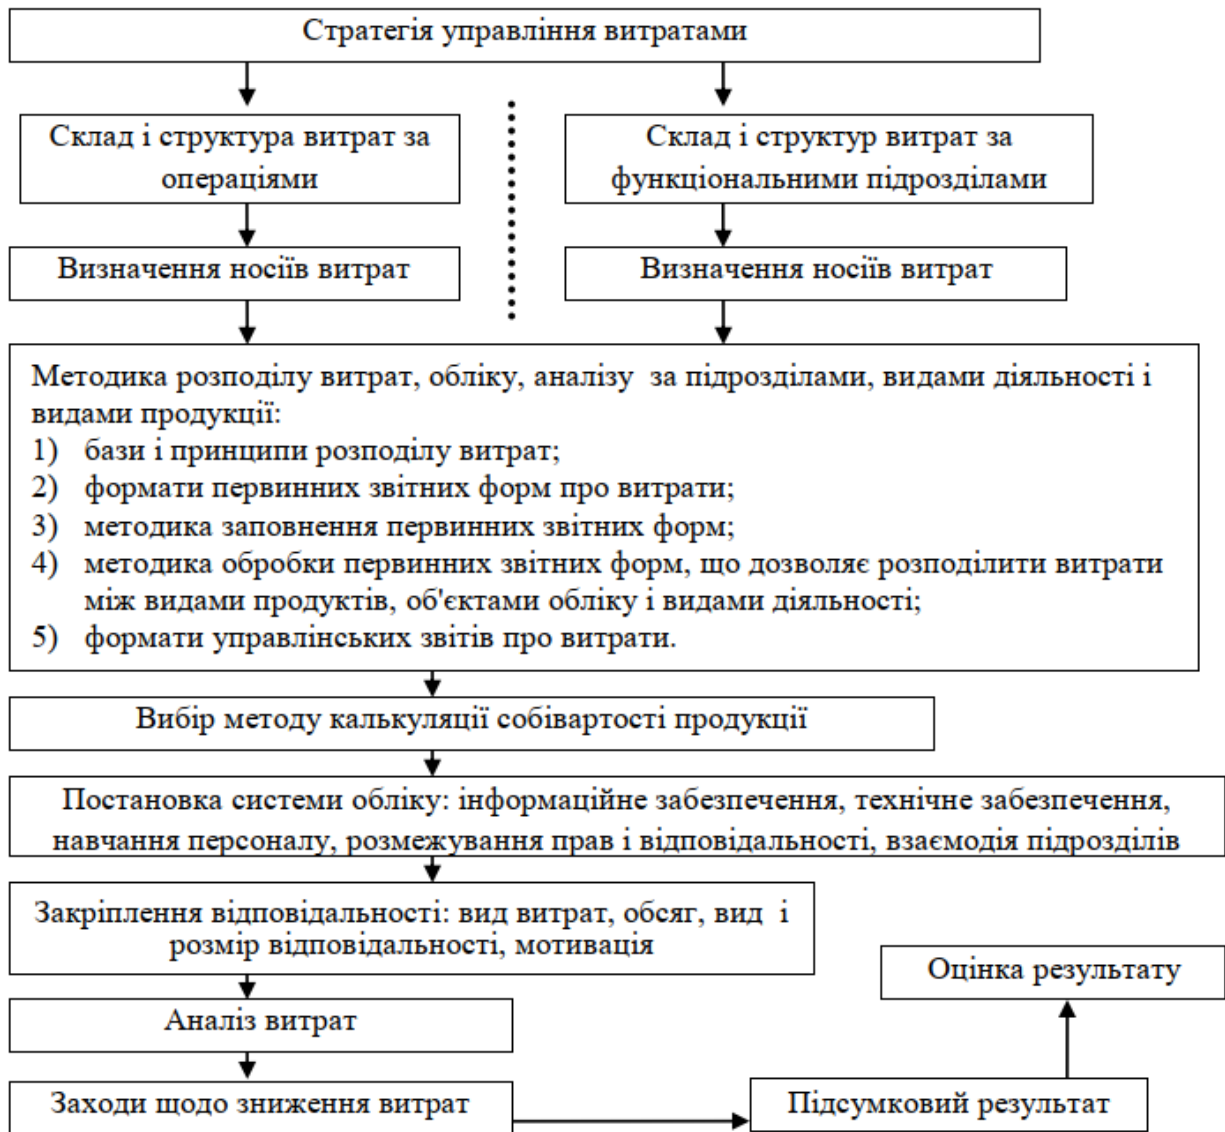 Стратегія управління витратами
Склад і структура витрат за
операціями
Склад і структур витрат за
функціональними підрозділами
Визначення носіїв витрат
Визначення носіїв витрат
Методика розподілу витрат, обліку, аналізу за підрозділами, видами діяльності і
видами продукції:
1) бази і принципи розподілу витрат;
2) формати первинних звітних форм про витрати;
3) методика заповнення первинних звітних форм;
4) методика обробки первинних звітних форм, що дозволяє розподілити витрати
між видами продуктів, об'єктами обліку і видами діяльності;
5) формати управлінських звітів про витрати.
Вибір методу калькуляції собівартості продукції
Постановка системи обліку: інформаційне забезпечення, технічне забезпечення,
навчання персоналу, розмежування прав і відповідальності, взаємодія підрозділів
Закріплення відповідальності: вид витрат, обсяг, вид і
розмір відповідальності, мотивація
Оцінка результату
Аналіз витрат
Заходи щодо зниження витрат
Підсумковий результат